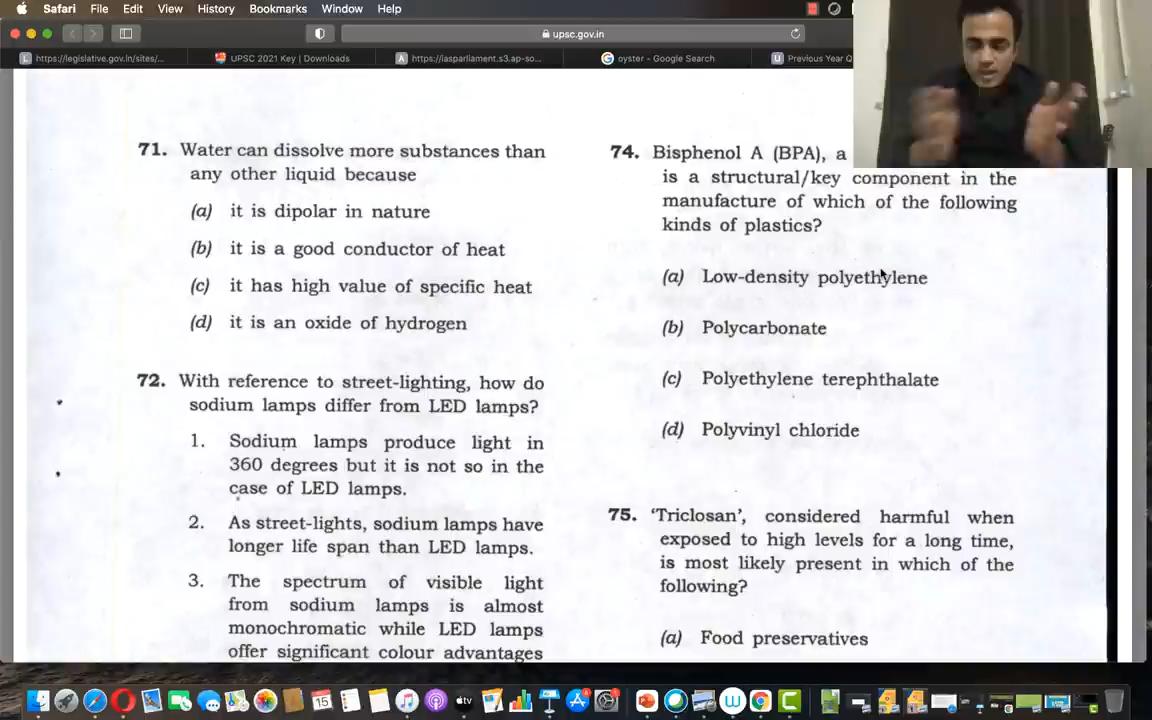 Safari File Edit View History Bookmarks Window Help
upsc.gov.in
https://legislative.gov.in/sites/... UPSC 2021 Key | Downloads https://iasparliament.s3.ap-so... oyster - Google Search Previous Year Q
71. Water can dissolve more substances than
any other liquid because
(a) it is dipolar in nature
(b) it is a good conductor of heat
(c) it has high value of specific heat
(d) it is an oxide of hydrogen
72. With reference to street-lighting, how do
sodium lamps differ from LED lamps?
1. Sodium lamps produce light in
360 degrees but it is not so in the
case of LED lamps.
2. As street-lights, sodium lamps have
longer life span than LED lamps.
3. The spectrum of visible light
from sodium lamps is almost
monochromatic while LED lamps
offer significant colour advantages
74. Bisphenol A (BPA), a
is a structural/key component in the
manufacture of which of the following
kinds of plastics?
(a) Low-density polyethylene
(b) Polycarbonate
(c) Polyethylene terephthalate
(d) Polyvinyl chloride
75. ‘Triclosan’, considered harmful when
exposed to high levels for a long time,
is most likely present in which of the
following?
(a) Food preservatives
15
tv